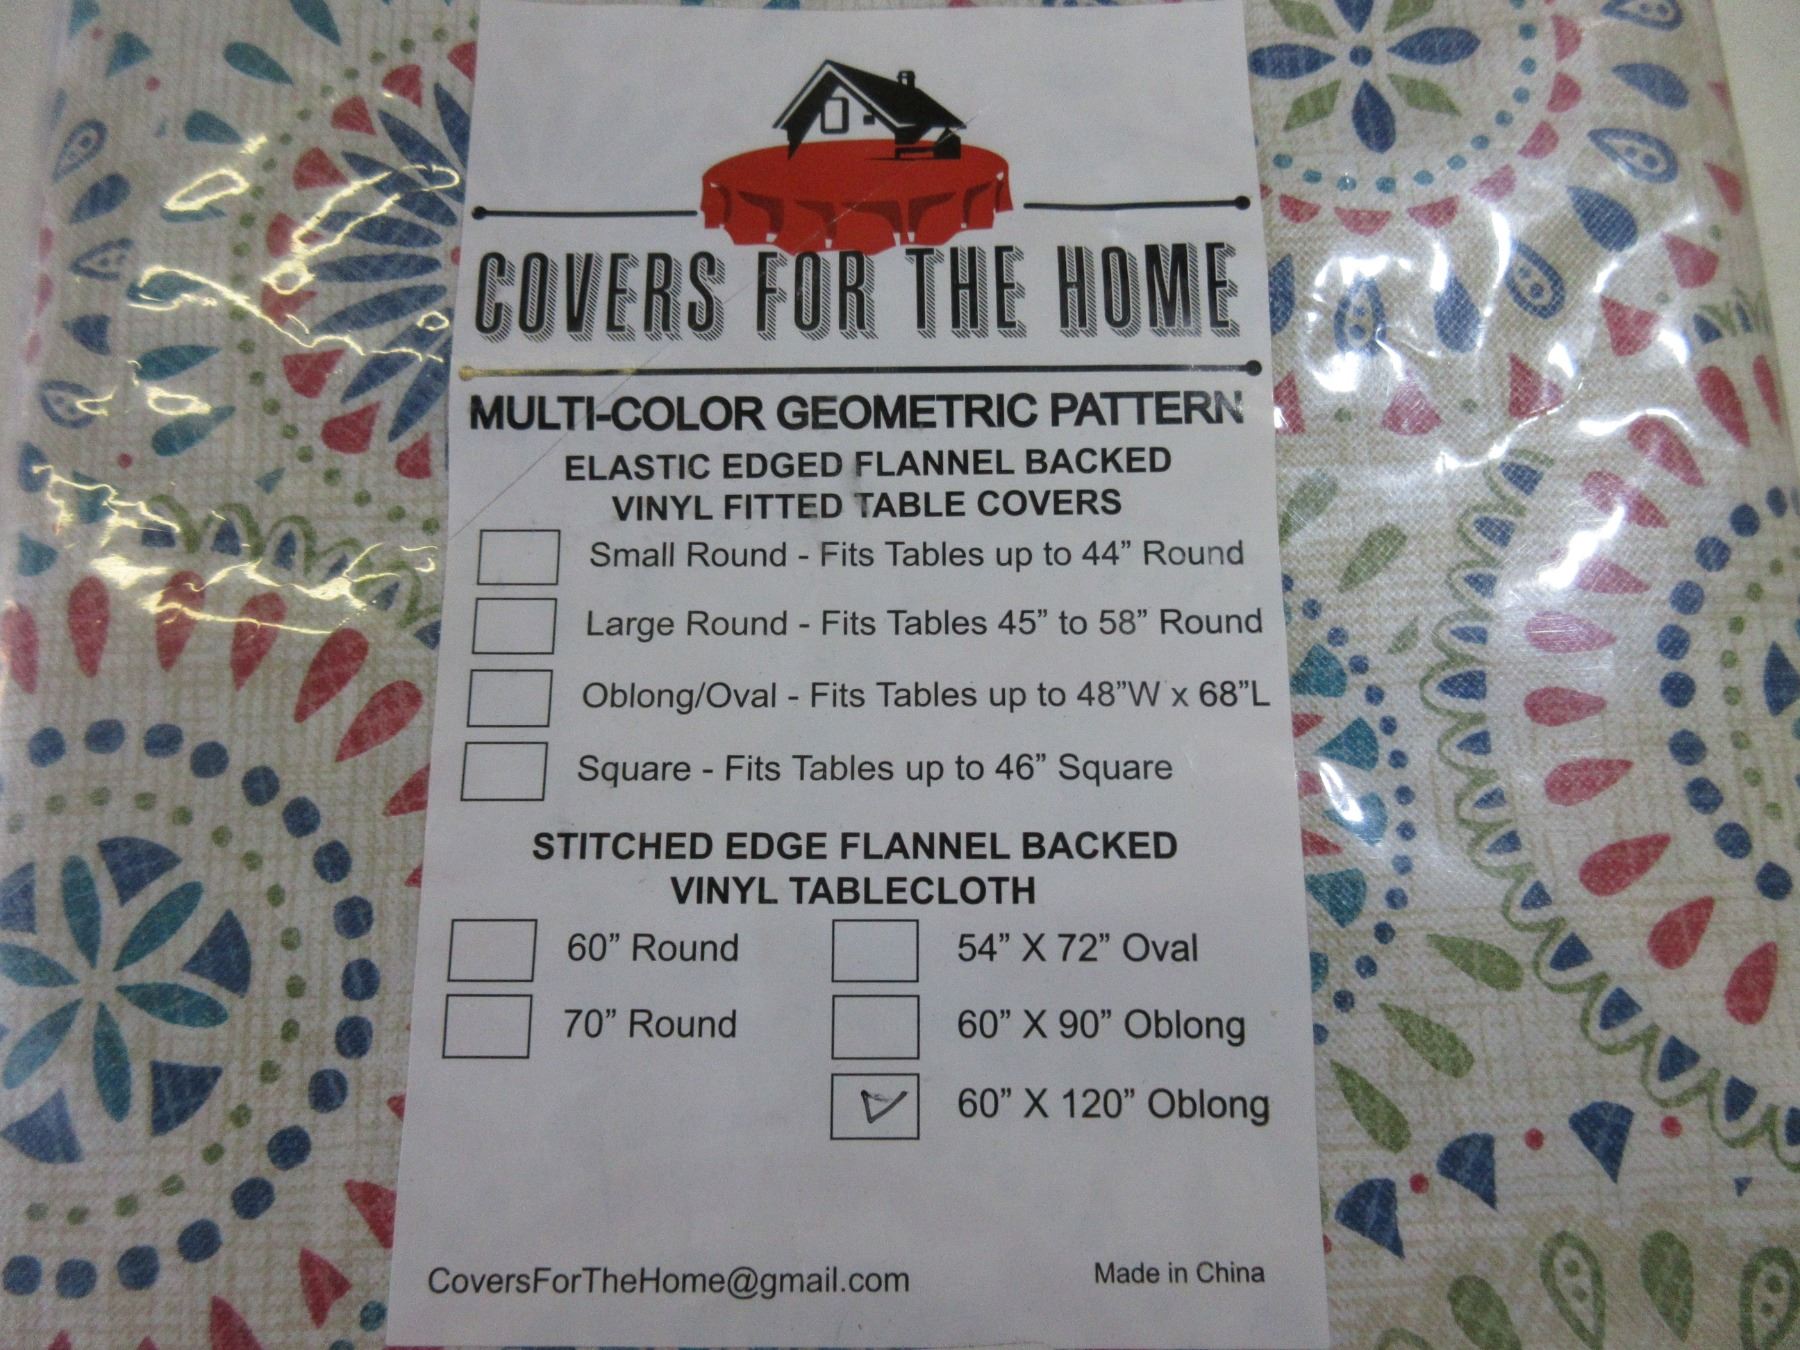 COVERS FOR THE HOME
MULTI-COLOR GEOMETRIC PATTERN
ELASTIC EDGED FLANNEL BACKED
VINYL FITTED TABLE COVERS
Small Round - Fits Tables up to 44” Round
Large Round - Fits Tables 45” to 58” Round
Oblong/Oval - Fits Tables up to 48”W x 68”L
Square - Fits Tables up to 46” Square
STITCHED EDGE FLANNEL BACKED
VINYL TABLECLOTH
60” Round
54” X 72” Oval
70” Round
60” X 90” Oblong
60” X 120” Oblong
CoversForTheHome@gmail.com
Made in China